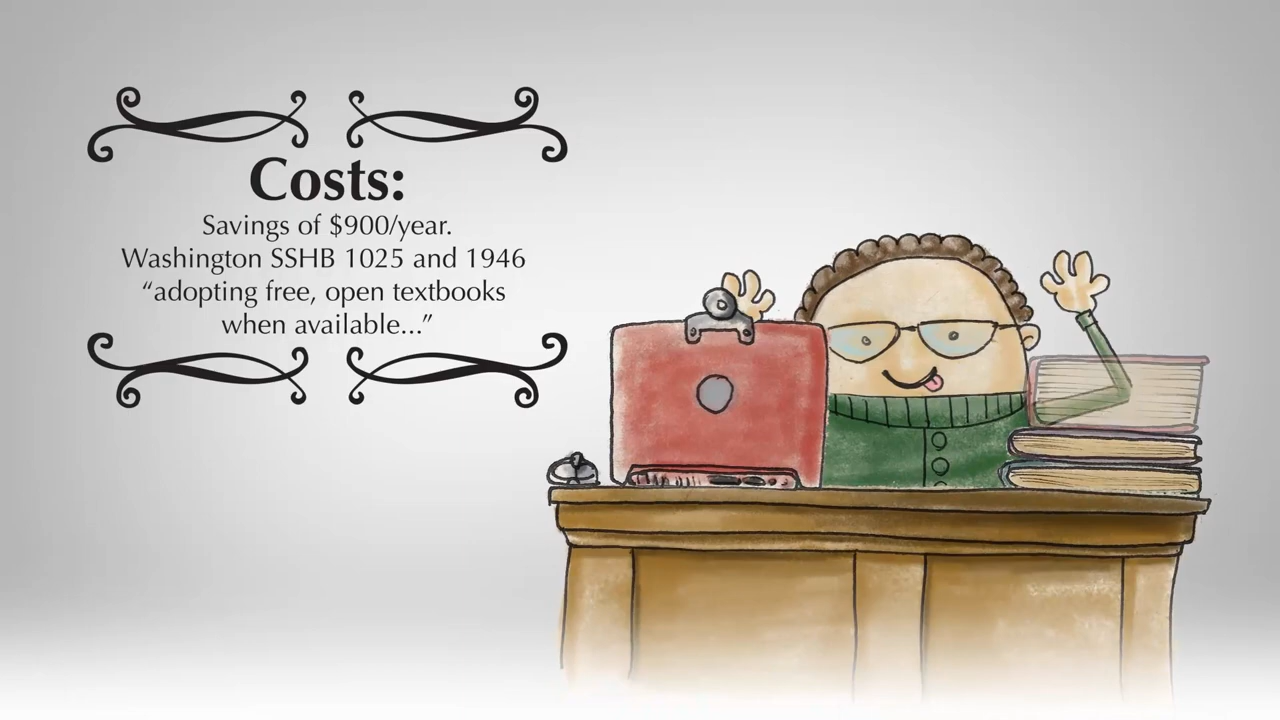 Costs:
Savings of $900/year.
Washington SSHB 1025 and 1946
“adopting free, open textbooks
when available...”